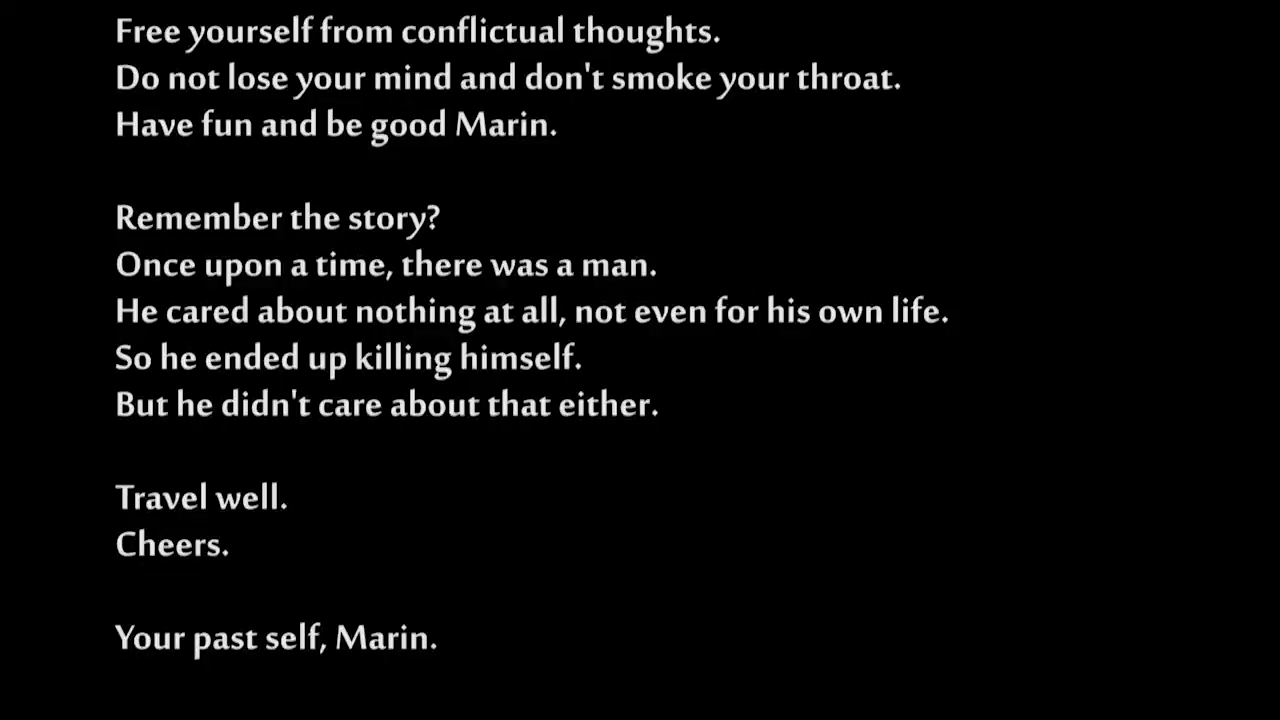 Free yourself from conflictual thoughts.
Do not lose your mind and don't smoke your throat.
Have fun and be good Marin.
Remember the story?
Once upon a time, there was a man.
He cared about nothing at all, not even for his own life.
So he ended up killing himself.
But he didn't care about that either.
Travel well.
Cheers.
Your past self, Marin.